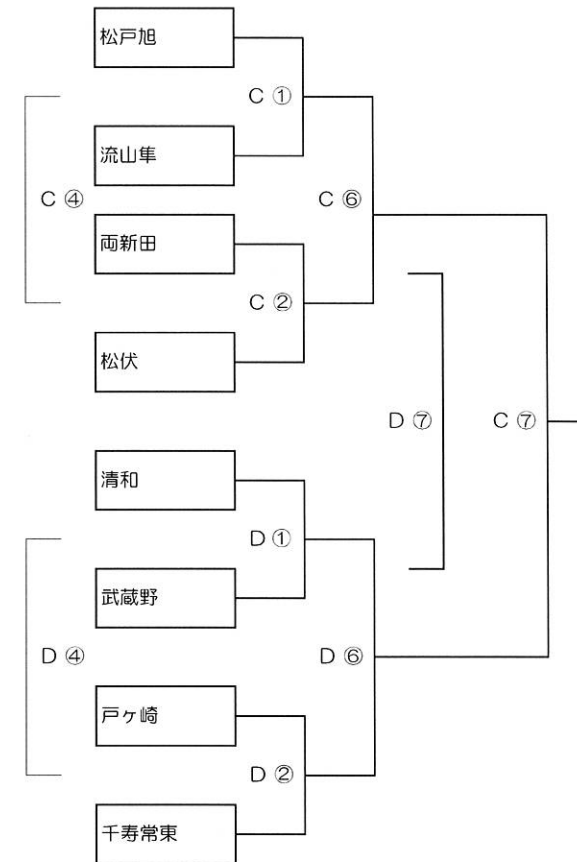 松戸旭
C ①
流山隼
C ④
C ⑥
両新田
C ②
松伏
D ⑦
C ⑦
清和
D ①
武蔵野
D ④
D ⑥
戸ヶ崎
D ②
千寿常東